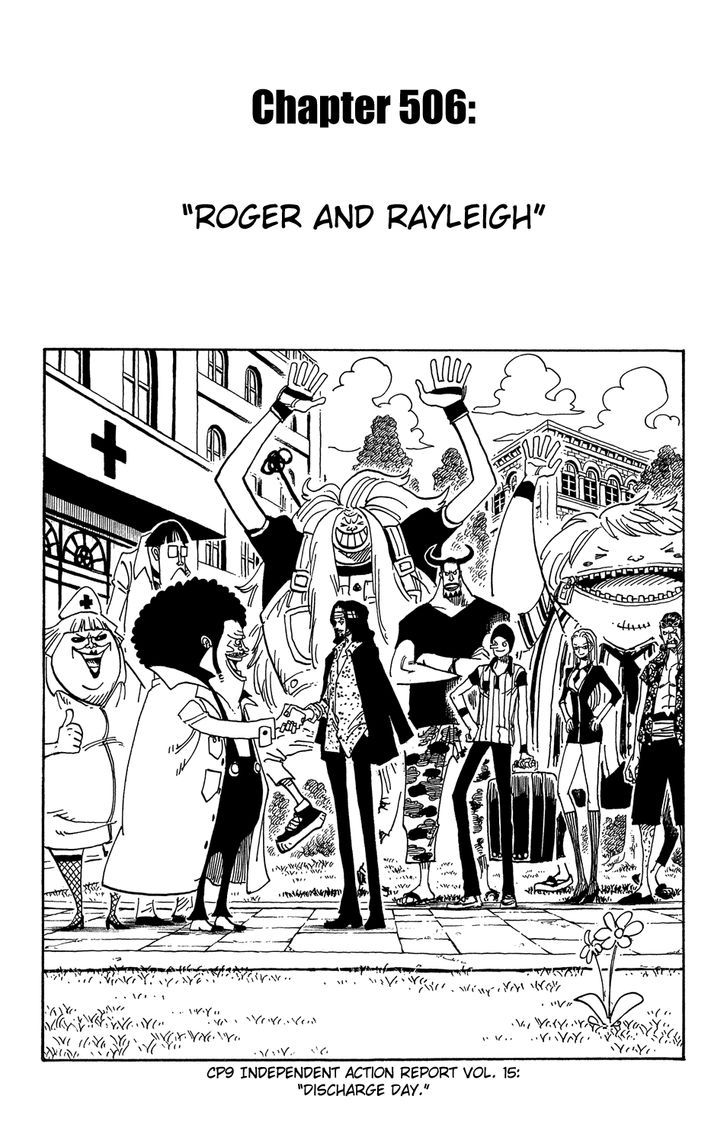 Chapter 506:
"ROGER AND RAYLEIGH"
CP9 INDEPENDENT ACTION REPORT VOL. 15:
"DISCHARGE DAY."